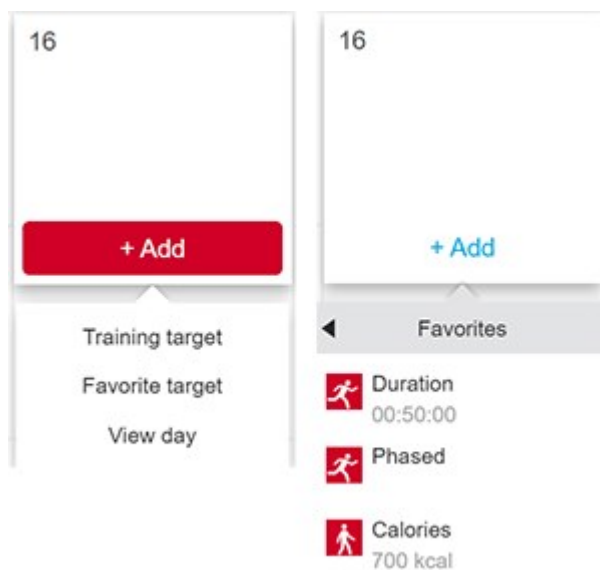 16
+ Add
Training target
Favorite target
View day
16
+ Add
Favorites
Duration
00:50:00
Phased
Calories
700 kcal